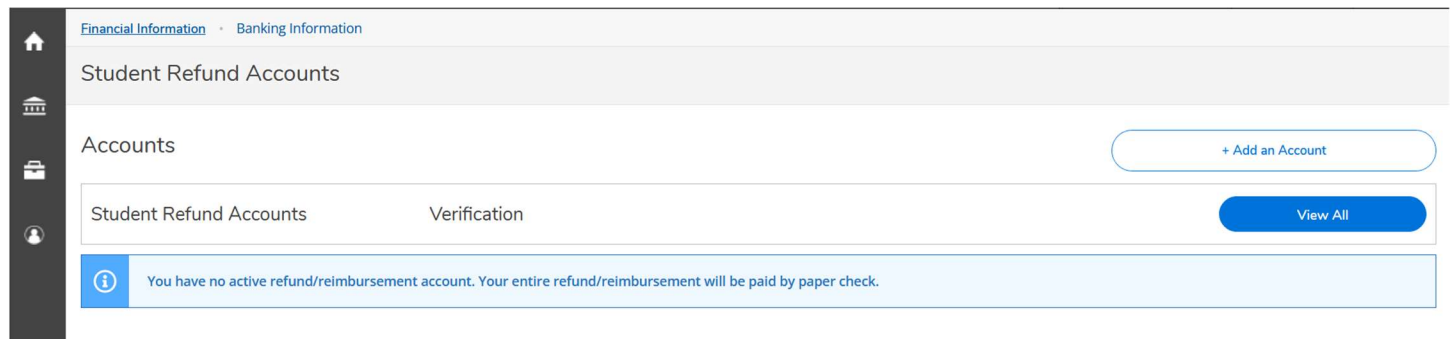 Financial Information • Banking Information
Student Refund Accounts
Accounts
+ Add an Account
Student Refund Accounts Verification View All
You have no active refund/reimbursement account. Your entire refund/reimbursement will be paid by paper check.